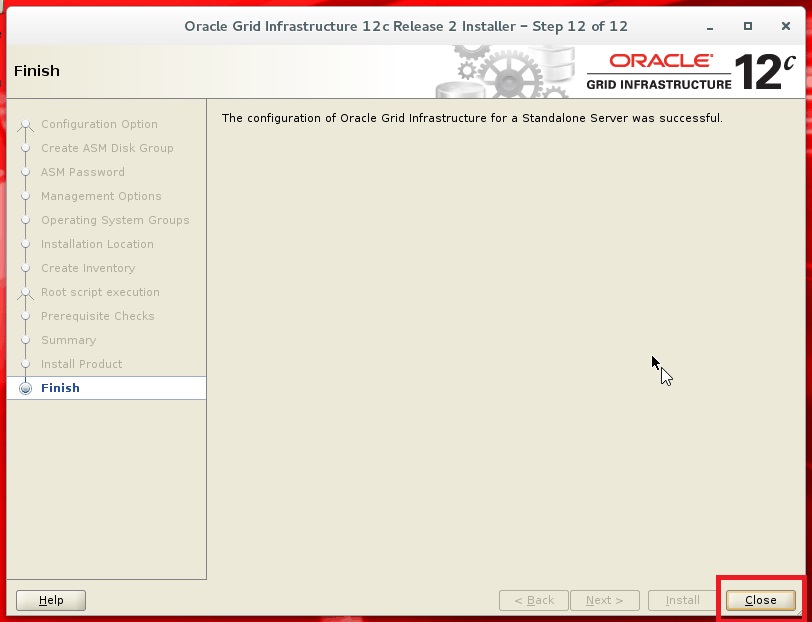 Oracle Grid Infrastructure 12c Release 2 Installer – Step 12 of 12
Finish
ORACLE
GRID INFRASTRUCTURE
12c
Configuration Option
Create ASM Disk Group
ASM Password
Management Options
Operating System Groups
Installation Location
Create Inventory
Root script execution
Prerequisite Checks
Summary
Install Product
Finish
The configuration of Oracle Grid Infrastructure for a Standalone Server was successful.
Help
< Back
Next >
Install
Close